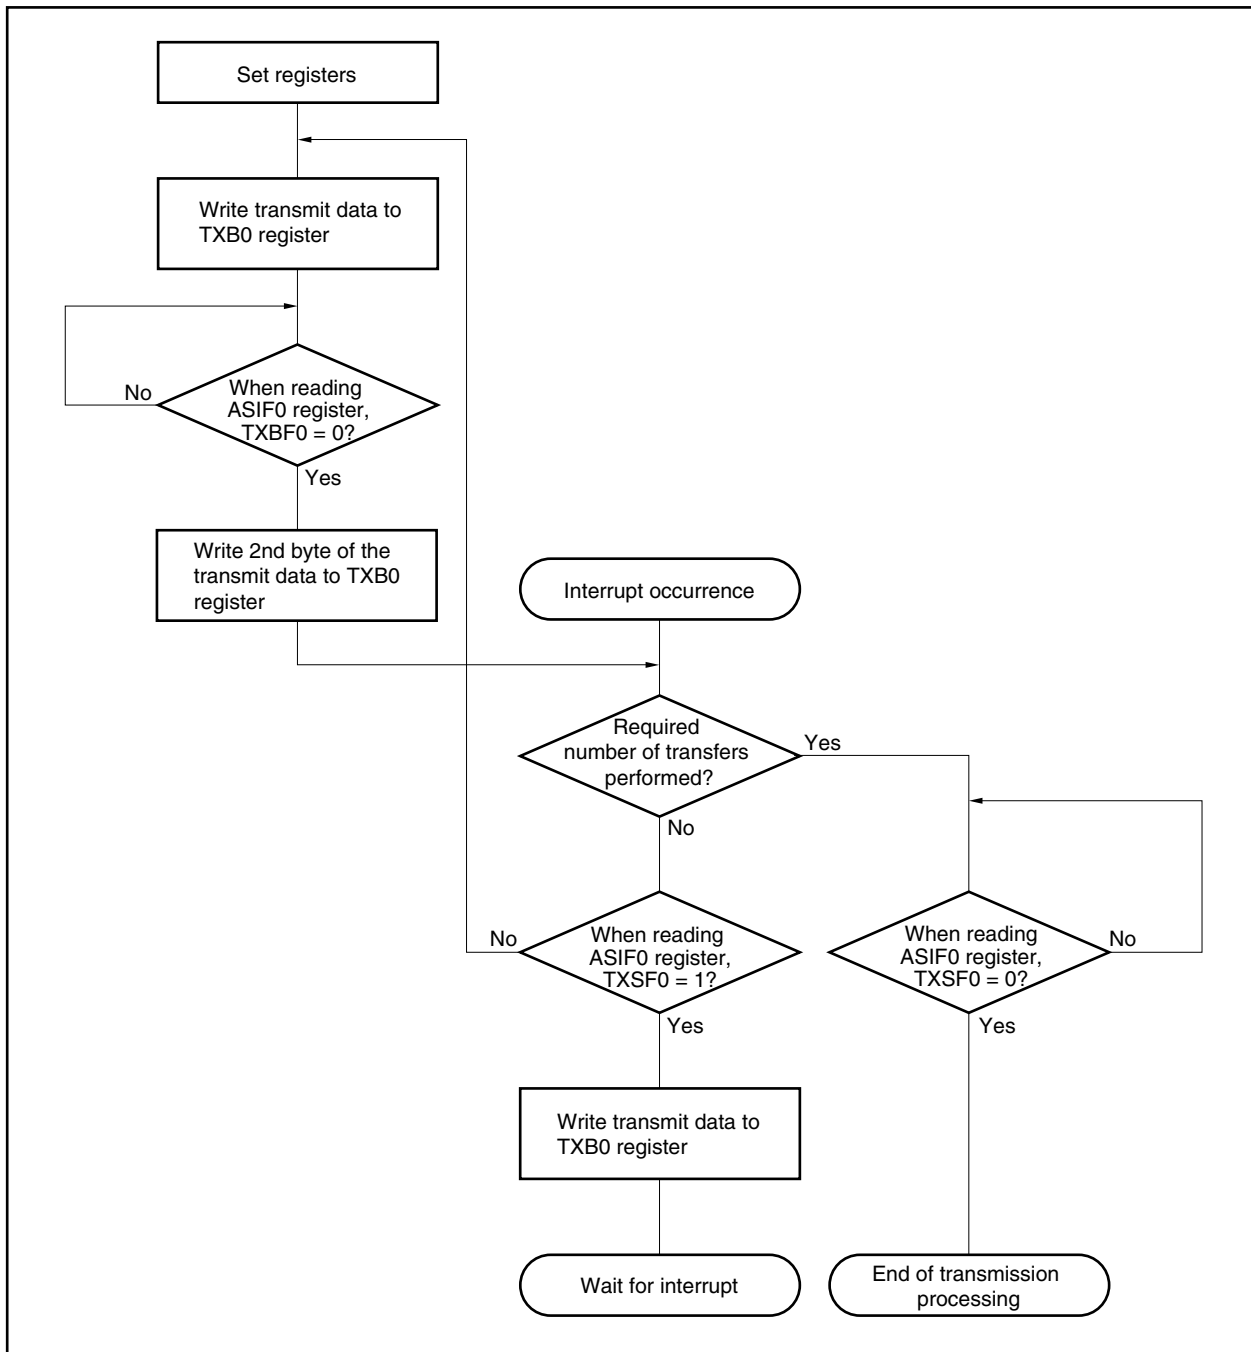 Set registers
Write transmit data to
TXB0 register
No
When reading
ASIF0 register,
TXBF0 = 0?
Yes
Write 2nd byte of the
transmit data to TXB0
register
Interrupt occurrence
Required
number of transfers
performed?
Yes
No
No
When reading
ASIF0 register,
TXSF0 = 1?
Yes
When reading
ASIF0 register,
TXSF0 = 0?
No
Yes
Write transmit data to
TXB0 register
Wait for interrupt
End of transmission
processing